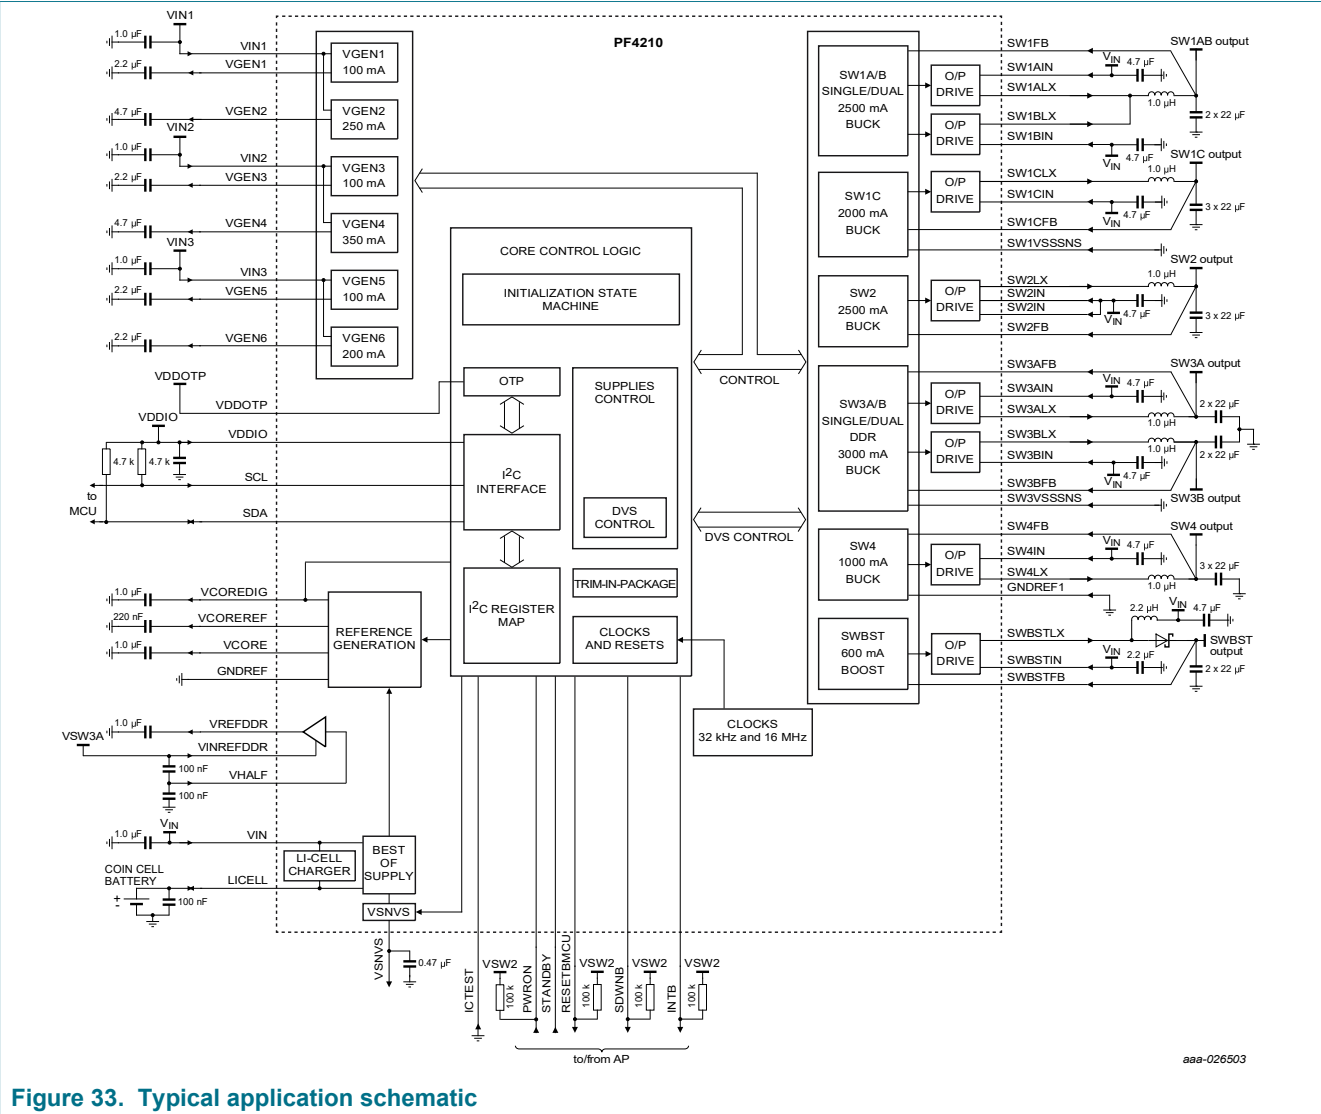 PF4210
VIN1
1.0 µF
VIN1
2.2 µF
VGEN1
VGEN1
100 mA
4.7 µF
VGEN2
VGEN2
250 mA
VIN2
1.0 µF
VIN2
2.2 µF
VGEN3
VGEN3
100 mA
4.7 µF
VGEN4
VGEN4
350 mA
VIN3
1.0 µF
VIN3
2.2 µF
VGEN5
VGEN5
100 mA
2.2 µF
VGEN6
VGEN6
200 mA
VDDOTP
VDDOTP
VDDIO
VDDIO
4.7 k
4.7 k
SCL
to
MCU
SDA
1.0 µF
VCOREDIG
220 nF
VCOREREF
1.0 µF
VCORE
GNDREF
REFERENCE
GENERATION
1.0 µF
VREFDDR
VSW3A
VINREFDDR
100 nF
VHALF
100 nF
1.0 µF
VIN
VIN
LI-CELL
CHARGER
BEST
OF
SUPPLY
COIN CELL
BATTERY
LICELL
+
-
100 nF
VSNVS
VSNVS
0.47 µF
CORE CONTROL LOGIC
INITIALIZATION STATE
MACHINE
OTP
SUPPLIES
CONTROL
I2C
INTERFACE
DVS
CONTROL
I2C REGISTER
MAP
TRIM-IN-PACKAGE
CLOCKS
AND RESETS
CONTROL
DVS CONTROL
CLOCKS
32 kHz and 16 MHz
ICTEST
VSW2
100 k
PWRON
STANDBY
RESETBMCU
VSW2
100 k
SDWNB
VSW2
100 k
INTB
VSW2
100 k
to/from AP
SW1A/B
SINGLE/DUAL
2500 mA
BUCK
O/P
DRIVE
O/P
DRIVE
SW1FB
SW1AIN
SW1ALX
SW1BLX
SW1BIN
VIN
4.7 µF
1.0 µH
SW1AB output
2 x 22 µF
VIN
4.7 µF
SW1C
2000 mA
BUCK
O/P
DRIVE
SW1CLX
SW1CIN
SW1CFB
SW1VSSSNS
SW1C output
1.0 µH
VIN
4.7 µF
3 x 22 µF
SW2
2500 mA
BUCK
O/P
DRIVE
SW2LX
SW2IN
SW2IN
SW2FB
SW2 output
1.0 µH
VIN
4.7 µF
3 x 22 µF
SW3A/B
SINGLE/DUAL
DDR
3000 mA
BUCK
O/P
DRIVE
O/P
DRIVE
SW3AFB
SW3AIN
SW3ALX
SW3BLX
SW3BIN
SW3BFB
SW3VSSSNS
SW3A output
VIN
4.7 µF
2 x 22 µF
1.0 µH
1.0 µH
2 x 22 µF
VIN
4.7 µF
SW3B output
SW4
1000 mA
BUCK
O/P
DRIVE
SW4FB
SW4IN
SW4LX
GNDREF1
SW4 output
VIN
4.7 µF
3 x 22 µF
1.0 µH
SWBST
600 mA
BOOST
O/P
DRIVE
SWBSTLX
SWBSTIN
SWBSTFB
2.2 µH
VIN
4.7 µF
SWBST
output
VIN
2.2 µF
2 x 22 µF
aaa-026503
Figure 33. Typical application schematic